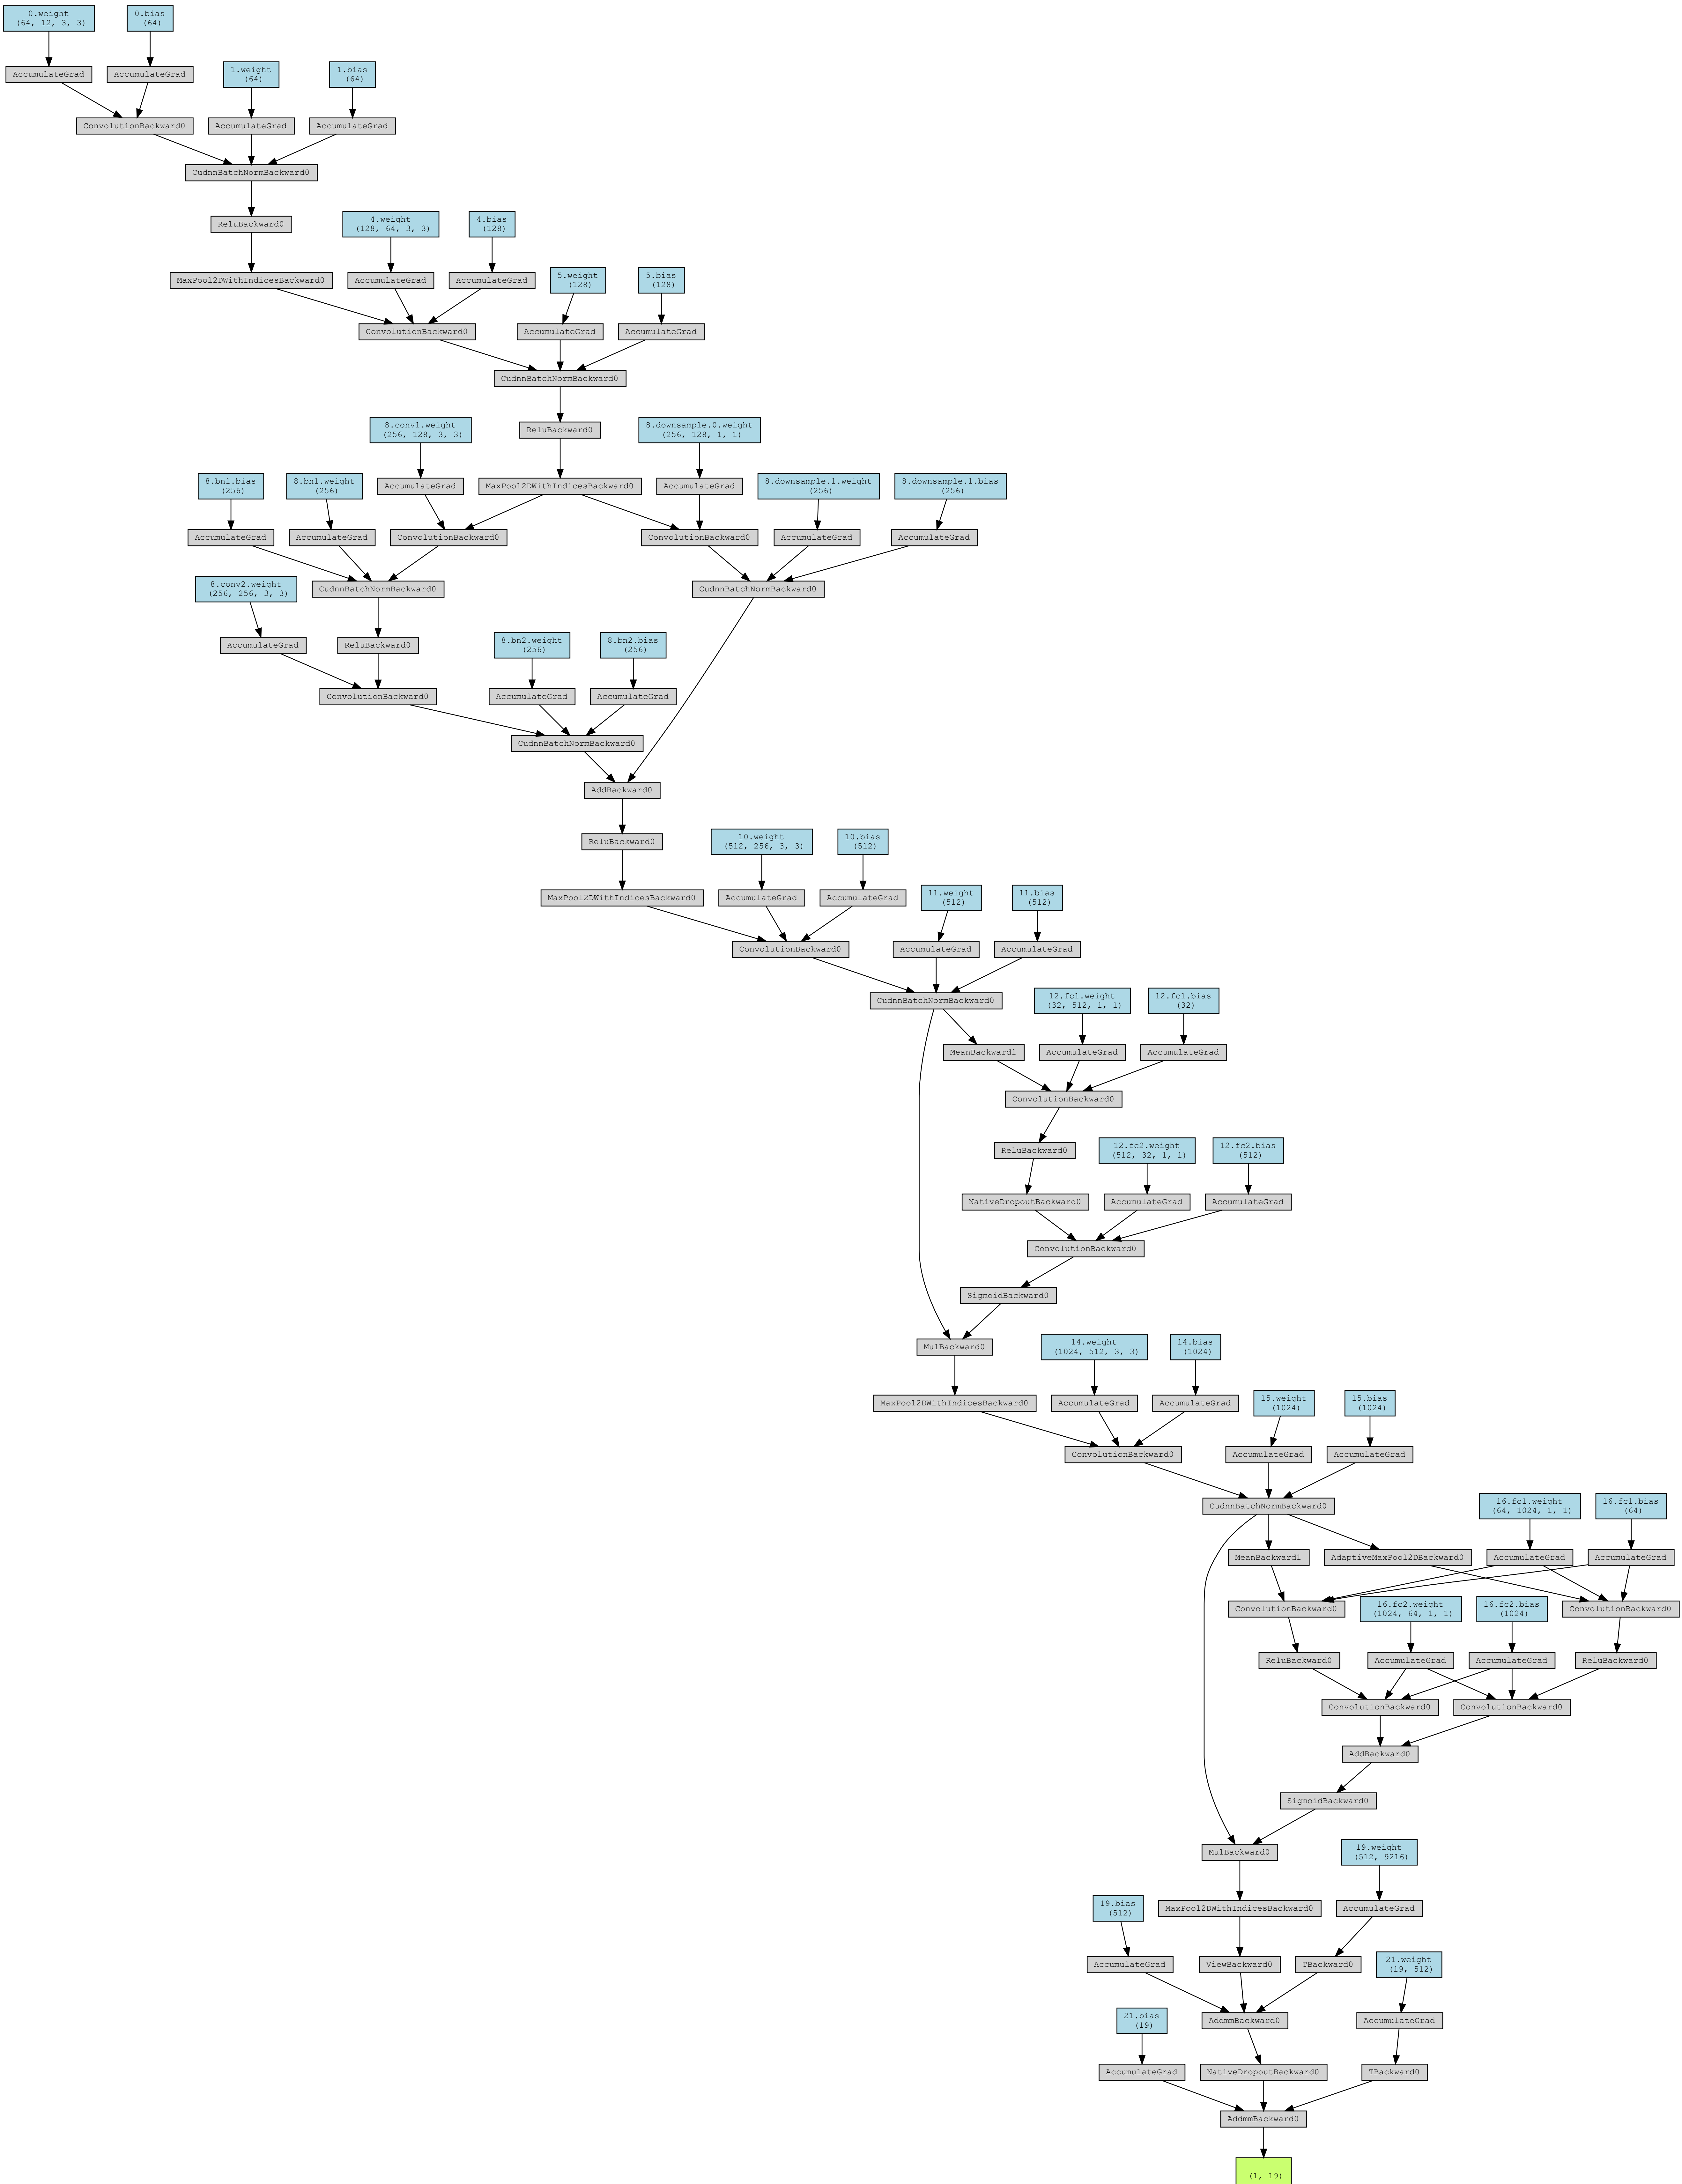 0.weight
(64, 12, 3, 3)
0.bias
(64)
AccumulateGrad
AccumulateGrad
1.weight
(64)
1.bias
(64)
ConvolutionBackward0
AccumulateGrad
AccumulateGrad
CudnnBatchNormBackward0
ReluBackward0
4.weight
(128, 64, 3, 3)
4.bias
(128)
MaxPool2DWithIndicesBackward0
AccumulateGrad
AccumulateGrad
5.weight
(128)
5.bias
(128)
ConvolutionBackward0
AccumulateGrad
AccumulateGrad
CudnnBatchNormBackward0
8.conv1.weight
(256, 128, 3, 3)
ReluBackward0
8.downsample.0.weight
(256, 128, 1, 1)
8.bn1.bias
(256)
8.bn1.weight
(256)
AccumulateGrad
MaxPool2DWithIndicesBackward0
AccumulateGrad
8.downsample.1.weight
(256)
8.downsample.1.bias
(256)
AccumulateGrad
AccumulateGrad
ConvolutionBackward0
ConvolutionBackward0
AccumulateGrad
AccumulateGrad
8.conv2.weight
(256, 256, 3, 3)
CudnnBatchNormBackward0
CudnnBatchNormBackward0
AccumulateGrad
ReluBackward0
8.bn2.weight
(256)
8.bn2.bias
(256)
ConvolutionBackward0
AccumulateGrad
AccumulateGrad
CudnnBatchNormBackward0
AddBackward0
ReluBackward0
10.weight
(512, 256, 3, 3)
10.bias
(512)
MaxPool2DWithIndicesBackward0
AccumulateGrad
AccumulateGrad
11.weight
(512)
11.bias
(512)
ConvolutionBackward0
AccumulateGrad
AccumulateGrad
CudnnBatchNormBackward0
12.fc1.weight
(32, 512, 1, 1)
12.fc1.bias
(32)
MeanBackward1
AccumulateGrad
AccumulateGrad
ConvolutionBackward0
ReluBackward0
12.fc2.weight
(512, 32, 1, 1)
12.fc2.bias
(512)
NativeDropoutBackward0
AccumulateGrad
AccumulateGrad
ConvolutionBackward0
SigmoidBackward0
MulBackward0
14.weight
(1024, 512, 3, 3)
14.bias
(1024)
MaxPool2DWithIndicesBackward0
AccumulateGrad
AccumulateGrad
15.weight
(1024)
15.bias
(1024)
ConvolutionBackward0
AccumulateGrad
AccumulateGrad
CudnnBatchNormBackward0
16.fc1.weight
(64, 1024, 1, 1)
16.fc1.bias
(64)
MeanBackward1
AdaptiveMaxPool2DBackward0
AccumulateGrad
AccumulateGrad
ConvolutionBackward0
16.fc2.weight
(1024, 64, 1, 1)
16.fc2.bias
(1024)
ConvolutionBackward0
ReluBackward0
AccumulateGrad
AccumulateGrad
ReluBackward0
ConvolutionBackward0
ConvolutionBackward0
AddBackward0
SigmoidBackward0
MulBackward0
19.weight
(512, 9216)
19.bias
(512)
MaxPool2DWithIndicesBackward0
AccumulateGrad
AccumulateGrad
ViewBackward0
TBackward0
21.weight
(19, 512)
21.bias
(19)
AddmmBackward0
AccumulateGrad
AccumulateGrad
NativeDropoutBackward0
TBackward0
AddmmBackward0
(1, 19)